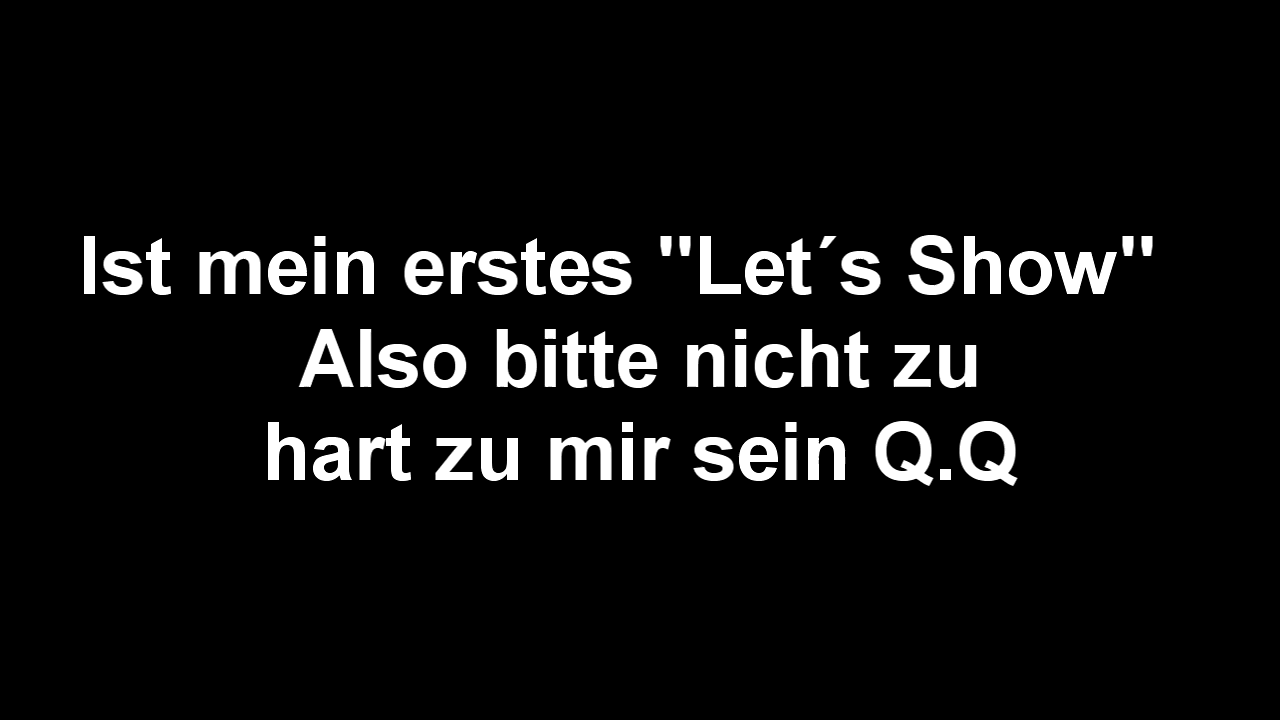 Ist mein erstes "Let´s Show"
Also bitte nicht zu
hart zu mir sein Q.Q